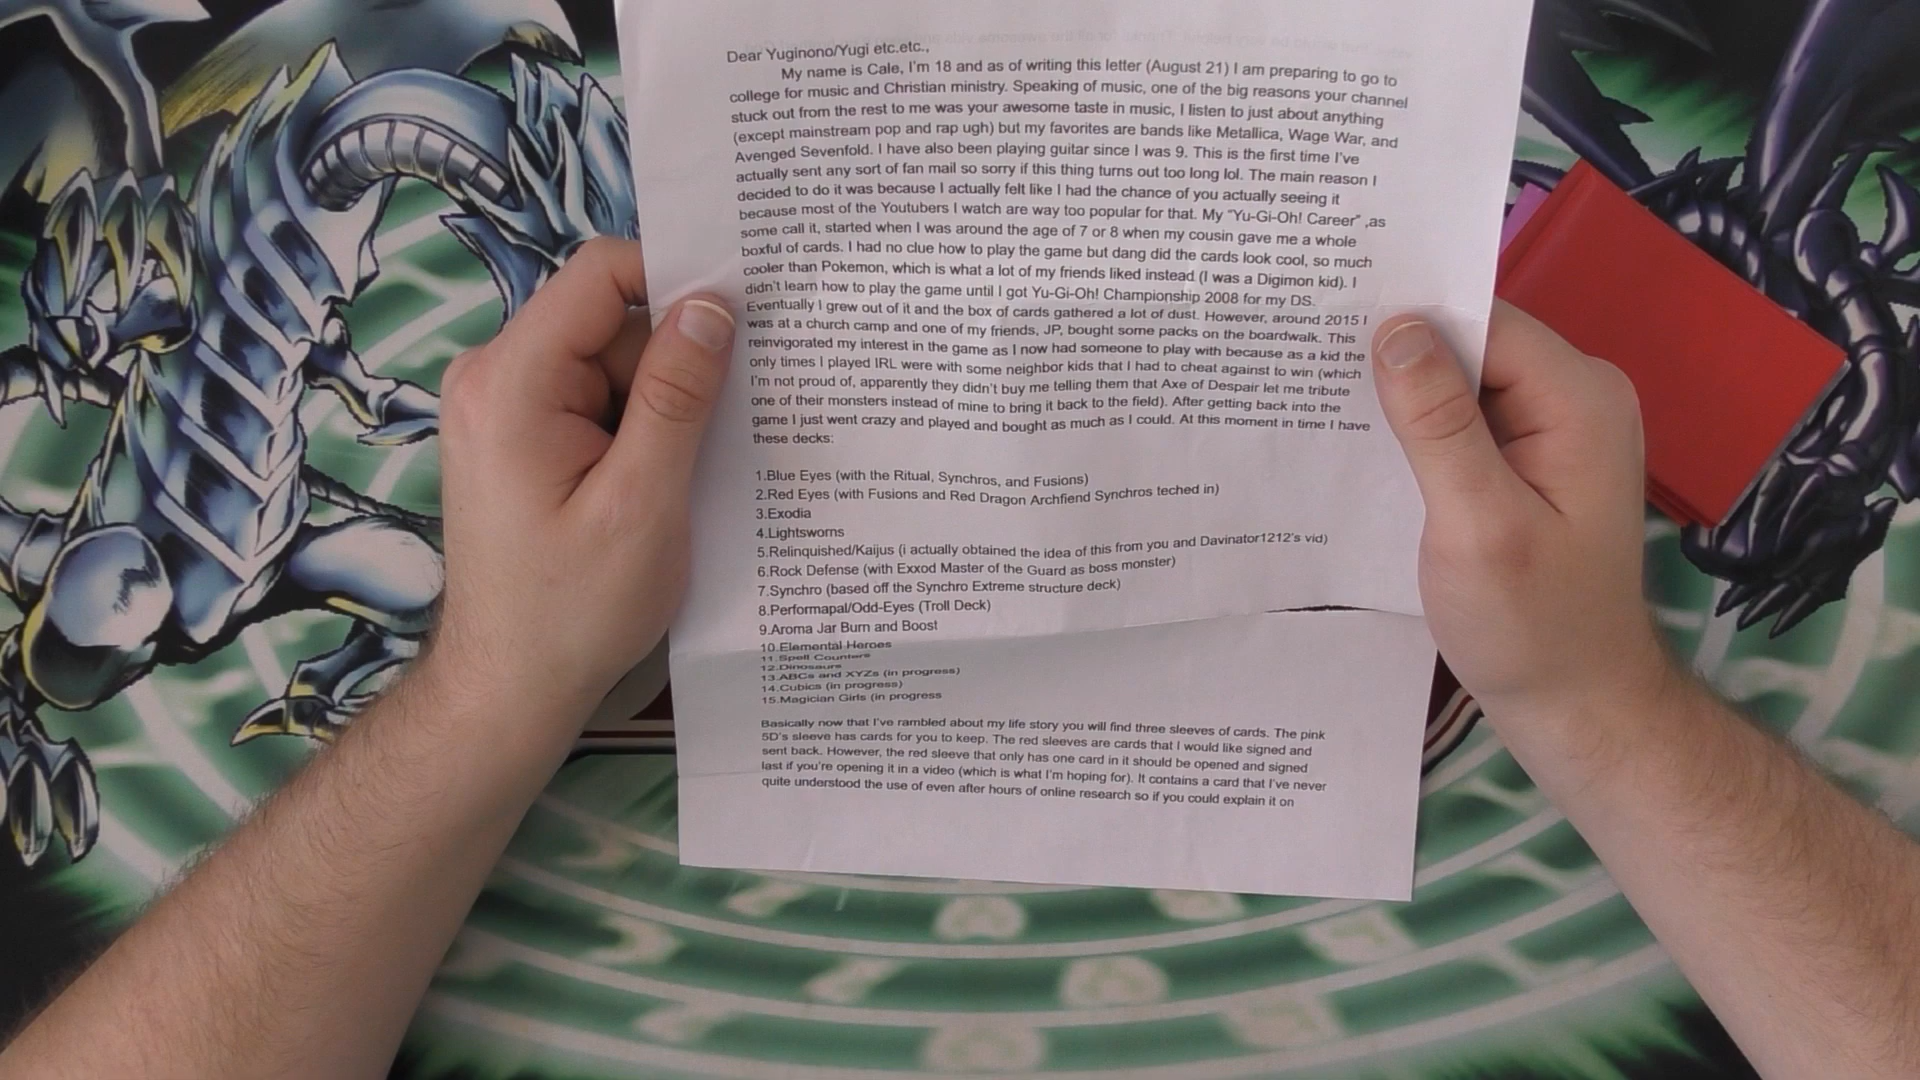 Dear Yuginono/Yugi etc.etc.,
My name is Cale, I'm 18 and as of writing this letter (August 21) I am preparing to go to
college for music and Christian ministry. Speaking of music, one of the big reasons your channel
stuck out from the rest to me was your awesome taste in music, I listen to just about anything
(except mainstream pop and rap ugh) but my favorites are bands like Metallica, Wage War, and
Avenged Sevenfold. I have also been playing guitar since I was 9. This is the first time I've
actually sent any sort of fan mail so sorry if this thing turns out too long lol. The main reason I
decided to do it was because I actually felt like I had the chance of you actually seeing it
because most of the Youtubers I watch are way too popular for that. My "Yu-Gi-Oh! Career" ,as
some call it, started when I was around the age of 7 or 8 when my cousin gave me a whole
boxful of cards. I had no clue how to play the game but dang did the cards look cool, so much
cooler than Pokemon, which is what a lot of my friends liked instead (I was a Digimon kid). I
didn't learn how to play the game until I got Yu-Gi-Oh! Championship 2008 for my DS.
Eventually I grew out of it and the box of cards gathered a lot of dust. However, around 2015 I
was at a church camp and one of my friends, JP, bought some packs on the boardwalk. This
reinvigorated my interest in the game as I now had someone to play with because as a kid the
only times I played IRL were with some neighbor kids that I had to cheat against to win (which
I'm not proud of, apparently they didn't buy me telling them that Axe of Despair let me tribute
one of their monsters instead of mine to bring it back to the field). After getting back into the
game I just went crazy and played and bought as much as I could. At this moment in time I have
these decks:
1.Blue Eyes (with the Ritual, Synchros, and Fusions)
2.Red Eyes (with Fusions and Red Dragon Archfiend Synchros teched in)
3.Exodia
4.Lightsworns
5.Relinquished/Kaijus (i actually obtained the idea of this from you and Davinator1212's vid)
6.Rock Defense (with Exxod Master of the Guard as boss monster)
7.Synchro (based off the Synchro Extreme structure deck)
8.Performapal/Odd-Eyes (Troll Deck)
9.Aroma Jar Burn and Boost
10.Elemental Heroes
11.Spell Counters
12.Dinosaurs
13.ABCs and XYZs (in progress)
14.Cubics (in progress)
15.Magician Girls (in progress
Basically now that I've rambled about my life story you will find three sleeves of cards. The pink
5D's sleeve has cards for you to keep. The red sleeves are cards that I would like signed and
sent back. However, the red sleeve that only has one card in it should be opened and signed
last if you're opening it in a video (which is what I'm hoping for). It contains a card that I've never
quite understood the use of even after hours of online research so if you could explain it on